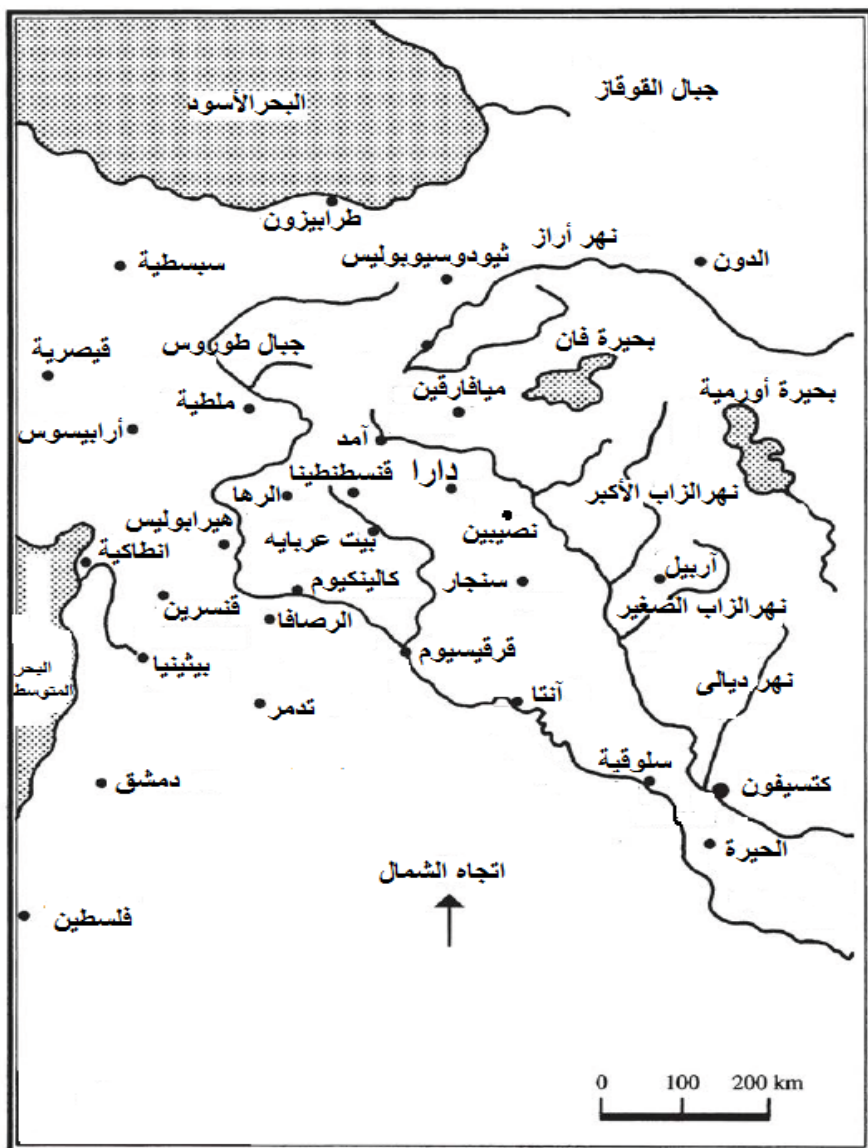 جبال القوقاز
البحر الأسود
طرابيزون
نهر أراز
ثيودوسيوبوليس
الدون
سبسطية
جبال طوروس
بحيرة فان
قيصرية
بحيرة أورمية
ميافارقين
ملطية
أرابيسوس
آمد
دارا
قنسطنطينا
الرها
نهرالزاب الأكبر
نصيبين
هيرابوليس
بيت عربايه
انطاكية
آربيل
سنجار
كالينكيوم
قنسرين
نهرالزاب الصغير
الرصافا
قرقيسيوم
بيثينيا
البحر
المتوسط
نهر ديالى
آنتا
تدمر
سلوقية
دمشق
كتسيفون
الحيرة
اتجاه الشمال
فلسطين
0 100 200 km